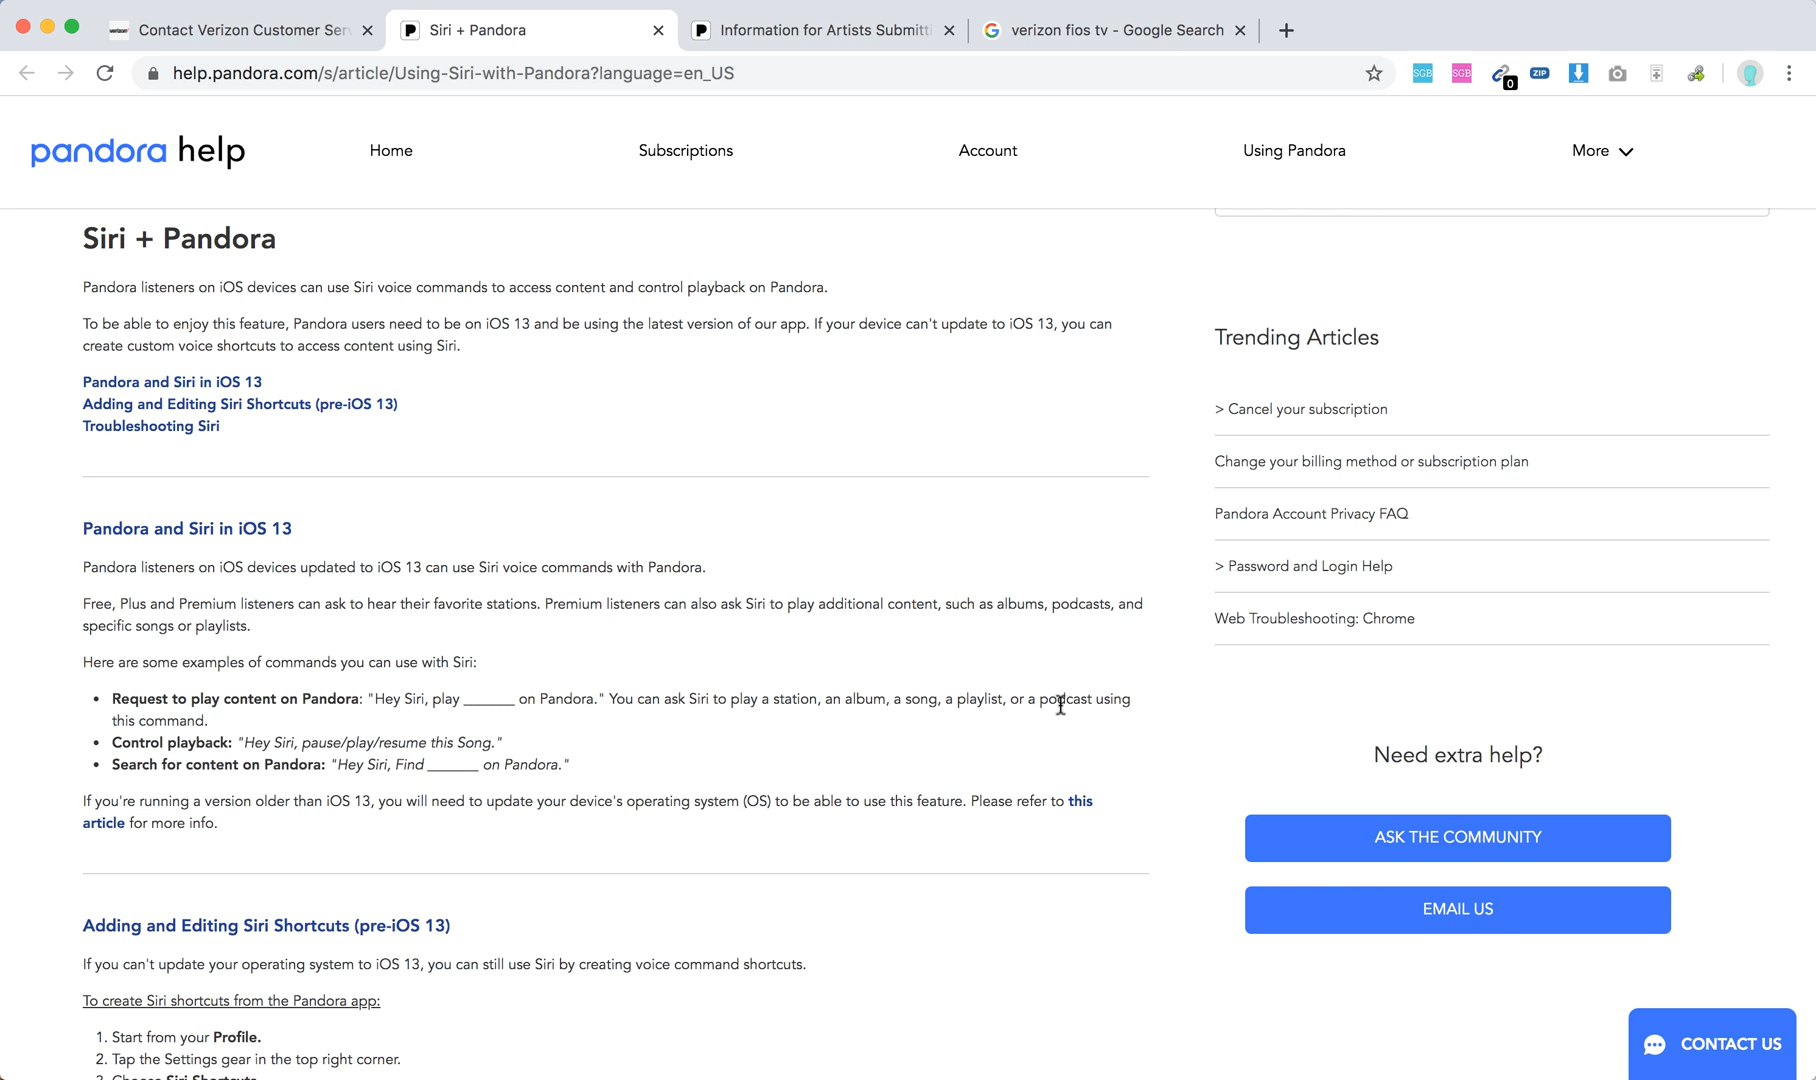 Contact Verizon Customer Serv
Siri + Pandora
Information for Artists Submitti
verizon fios tv - Google Search
help.pandora.com/s/article/Using-Siri-with-Pandora?language=en_US
SGB
SGB
0
ZIP
pandora help
Home
Subscriptions
Account
Using Pandora
More
Siri + Pandora
Pandora listeners on iOS devices can use Siri voice commands to access content and control playback on Pandora.
To be able to enjoy this feature, Pandora users need to be on iOS 13 and be using the latest version of our app. If your device can't update to iOS 13, you can
create custom voice shortcuts to access content using Siri.
Pandora and Siri in iOS 13
Adding and Editing Siri Shortcuts (pre-iOS 13)
Troubleshooting Siri
Pandora and Siri in iOS 13
Pandora listeners on iOS devices updated to iOS 13 can use Siri voice commands with Pandora.
Free, Plus and Premium listeners can ask to hear their favorite stations. Premium listeners can also ask Siri to play additional content, such as albums, podcasts, and
specific songs or playlists.
Here are some examples of commands you can use with Siri:
• Request to play content on Pandora: "Hey Siri, play ______ on Pandora." You can ask Siri to play a station, an album, a song, a playlist, or a podcast using
this command.
• Control playback: "Hey Siri, pause/play/resume this Song."
• Search for content on Pandora: "Hey Siri, Find ______ on Pandora."
If you're running a version older than iOS 13, you will need to update your device's operating system (OS) to be able to use this feature. Please refer to this
article for more info.
Adding and Editing Siri Shortcuts (pre-iOS 13)
If you can't update your operating system to iOS 13, you can still use Siri by creating voice command shortcuts.
To create Siri shortcuts from the Pandora app:
1. Start from your Profile.
2. Tap the Settings gear in the top right corner.
3. Choose Siri Shortcuts
Trending Articles
> Cancel your subscription
Change your billing method or subscription plan
Pandora Account Privacy FAQ
> Password and Login Help
Web Troubleshooting: Chrome
Need extra help?
ASK THE COMMUNITY
EMAIL US
CONTACT US